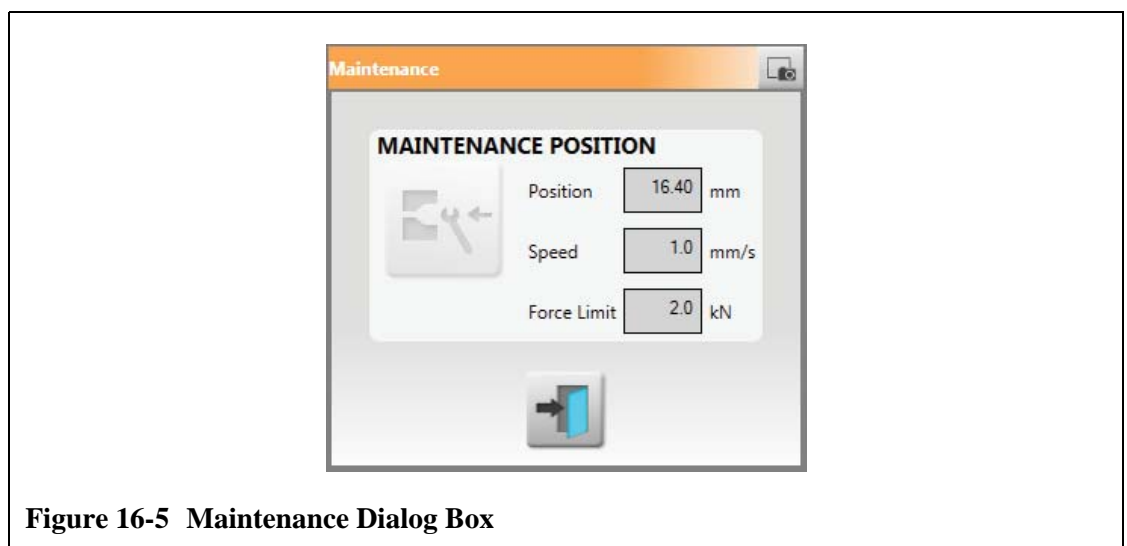 Maintenance
MAINTENANCE POSITION
Position 16.40 mm
Speed 1.0 mm/s
Force Limit 2.0 kN
Figure 16-5 Maintenance Dialog Box